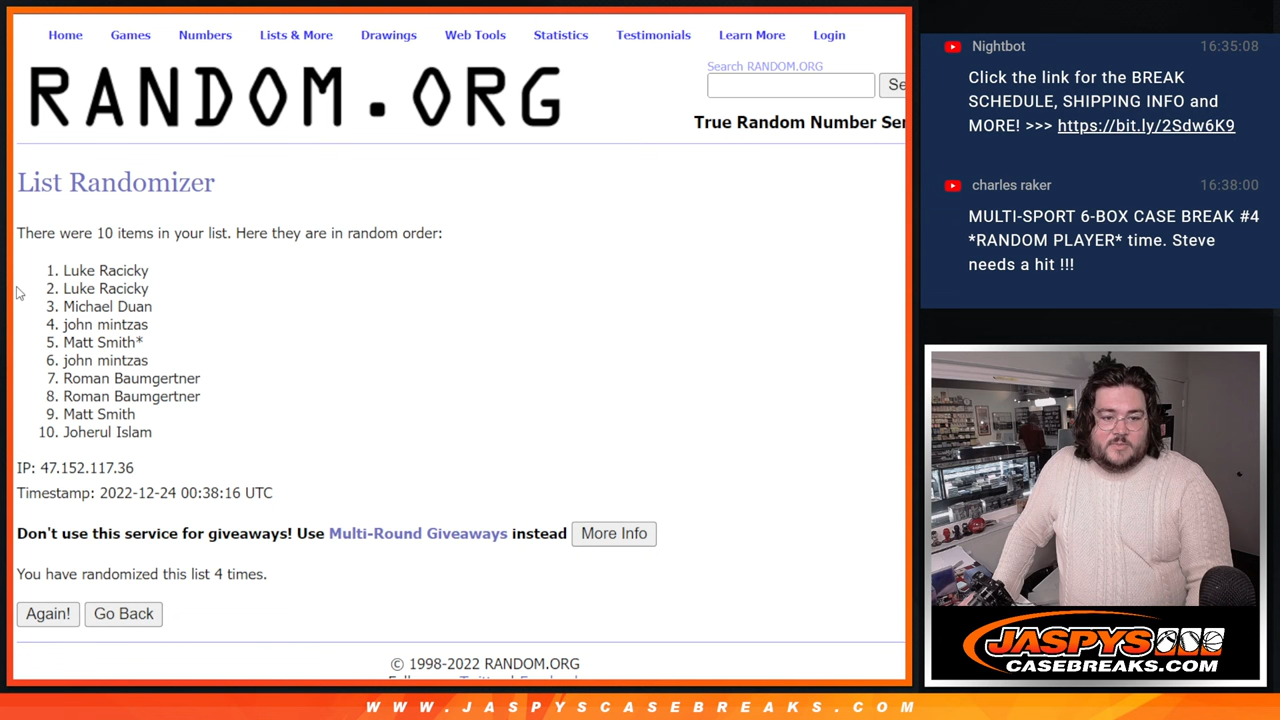 Home Games Numbers Lists & More Drawings Web Tools Statistics Testimonials Learn More Login
RANDOM.ORG
Search RANDOM.ORG
Se
True Random Number Ser
List Randomizer
There were 10 items in your list. Here they are in random order:
1. Luke Racicky
2. Luke Racicky
3. Michael Duan
4. john mintzas
5. Matt Smith*
6. john mintzas
7. Roman Baumgertner
8. Roman Baumgertner
9. Matt Smith
10. Joherul Islam
IP: 47.152.117.36
Timestamp: 2022-12-24 00:38:16 UTC
Don't use this service for giveaways! Use Multi-Round Giveaways instead More Info
You have randomized this list 4 times.
Again! Go Back
© 1998-2022 RANDOM.ORG
Nightbot 16:35:08
Click the link for the BREAK
SCHEDULE, SHIPPING INFO and
MORE! >>> https://bit.ly/2Sdw6K9
charles raker 16:38:00
MULTI-SPORT 6-BOX CASE BREAK #4
*RANDOM PLAYER* time. Steve
needs a hit !!!
JASPYS
CASEBREAKS.COM
WWW.JASPYSCASEBREAKS.COM